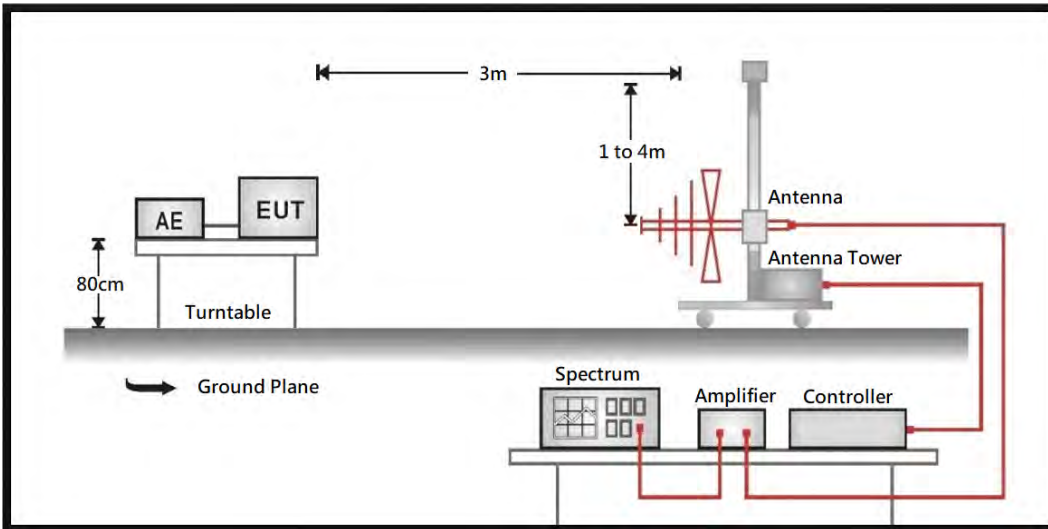 3m
1 to 4m
Antenna
AE
EUT
Antenna Tower
80cm
Turntable
Ground Plane
Spectrum
Amplifier
Controller